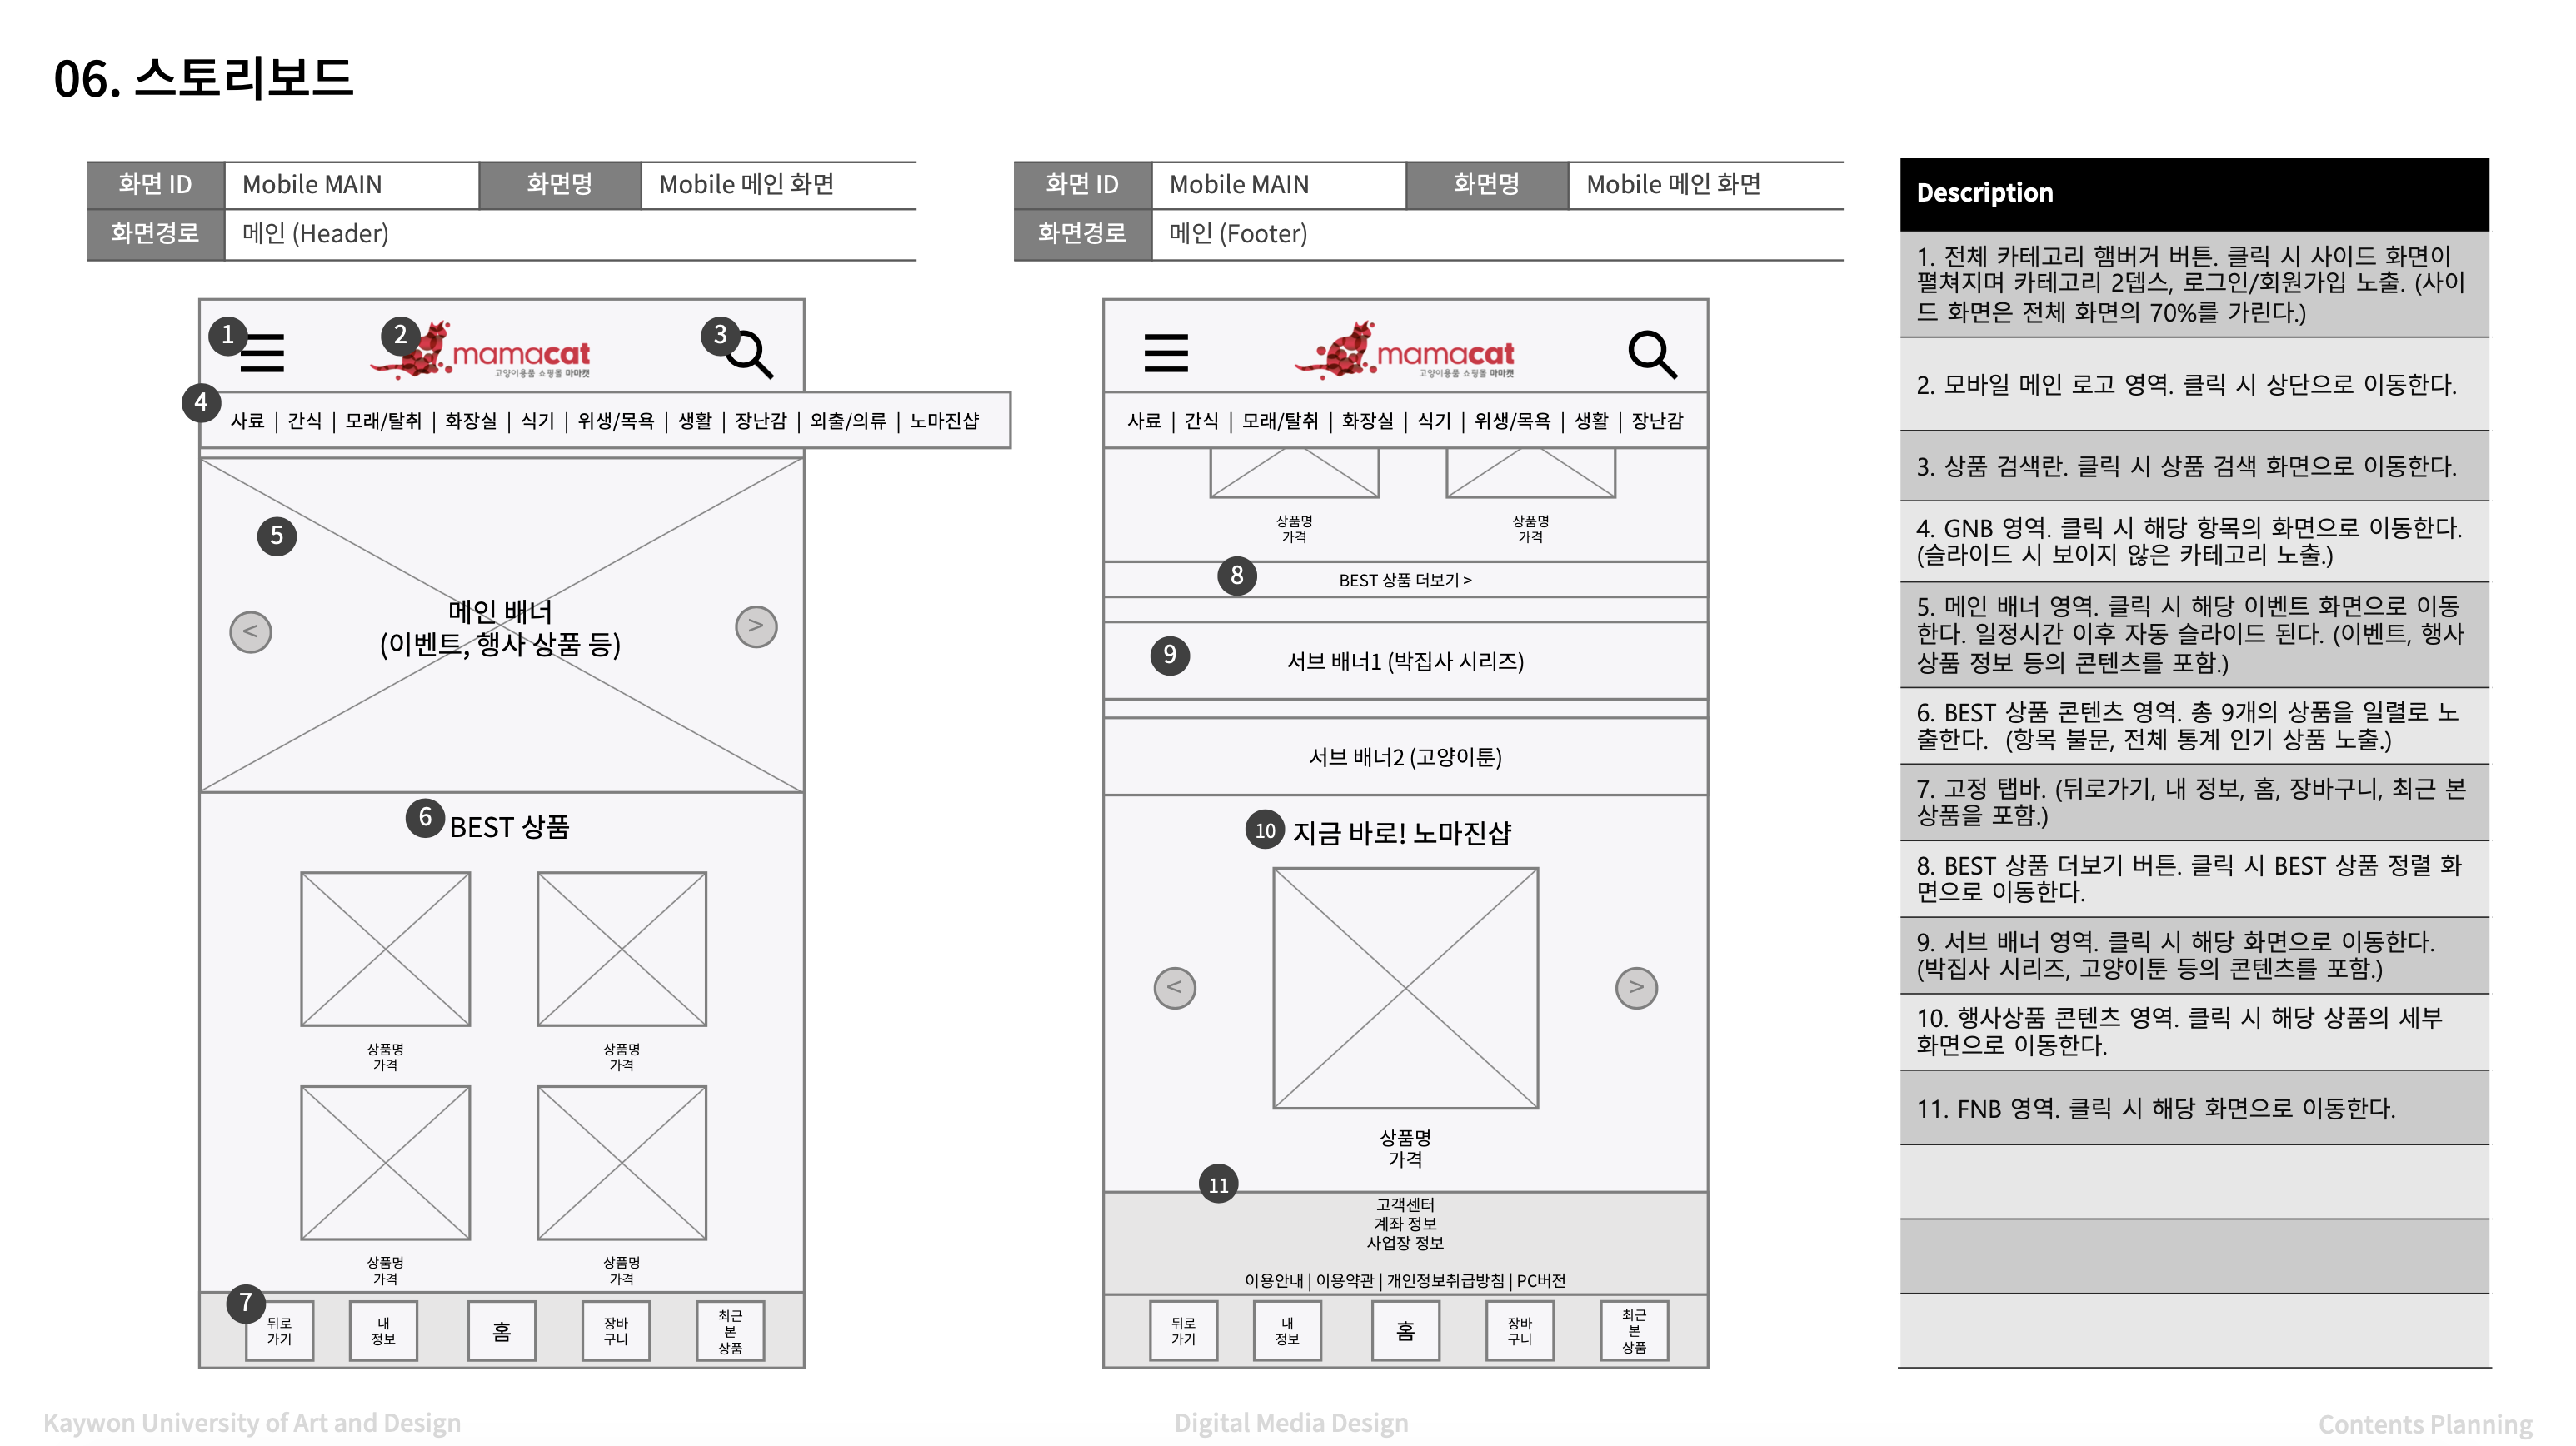 06. 스토리보드
화면 ID Mobile MAIN 화면명 Mobile 메인 화면
화면경로 메인 (Header)
1
2
3
mamacat
고양이용품 쇼핑몰 마마캣
4
사료 | 간식 | 모래/탈취 | 화장실 | 식기 | 위생/목욕 | 생활 | 장난감 | 외출/의류 | 노마진샵
5
메인 배너
(이벤트, 행사 상품 등)
<
>
6
BEST 상품
상품명
가격
상품명
가격
상품명
가격
상품명
가격
7
뒤로
가기
내
정보
홈
장바
구니
최근
본
상품
화면 ID Mobile MAIN 화면명 Mobile 메인 화면
화면경로 메인 (Footer)
mamacat
고양이용품 쇼핑몰 마마캣
사료 | 간식 | 모래/탈취 | 화장실 | 식기 | 위생/목욕 | 생활 | 장난감
상품명
가격
상품명
가격
8
BEST 상품 더보기 >
9
서브 배너1 (박집사 시리즈)
서브 배너2 (고양이툰)
10
지금 바로! 노마진샵
<
>
상품명
가격
11
고객센터
계좌 정보
사업장 정보
이용안내 | 이용약관 | 개인정보취급방침 | PC버전
뒤로
가기
내
정보
홈
장바
구니
최근
본
상품
Description
1. 전체 카테고리 햄버거 버튼. 클릭 시 사이드 화면이
펼쳐지며 카테고리 2뎁스, 로그인/회원가입 노출. (사이
드 화면은 전체 화면의 70%를 가린다.)
2. 모바일 메인 로고 영역. 클릭 시 상단으로 이동한다.
3. 상품 검색란. 클릭 시 상품 검색 화면으로 이동한다.
4. GNB 영역. 클릭 시 해당 항목의 화면으로 이동한다.
(슬라이드 시 보이지 않은 카테고리 노출.)
5. 메인 배너 영역. 클릭 시 해당 이벤트 화면으로 이동
한다. 일정시간 이후 자동 슬라이드 된다. (이벤트, 행사
상품 정보 등의 콘텐츠를 포함.)
6. BEST 상품 콘텐츠 영역. 총 9개의 상품을 일렬로 노
출한다. (항목 불문, 전체 통계 인기 상품 노출.)
7. 고정 탭바. (뒤로가기, 내 정보, 홈, 장바구니, 최근 본
상품을 포함.)
8. BEST 상품 더보기 버튼. 클릭 시 BEST 상품 정렬 화
면으로 이동한다.
9. 서브 배너 영역. 클릭 시 해당 화면으로 이동한다.
(박집사 시리즈, 고양이툰 등의 콘텐츠를 포함.)
10. 행사상품 콘텐츠 영역. 클릭 시 해당 상품의 세부
화면으로 이동한다.
11. FNB 영역. 클릭 시 해당 화면으로 이동한다.
Kaywon University of Art and Design
Digital Media Design
Contents Planning